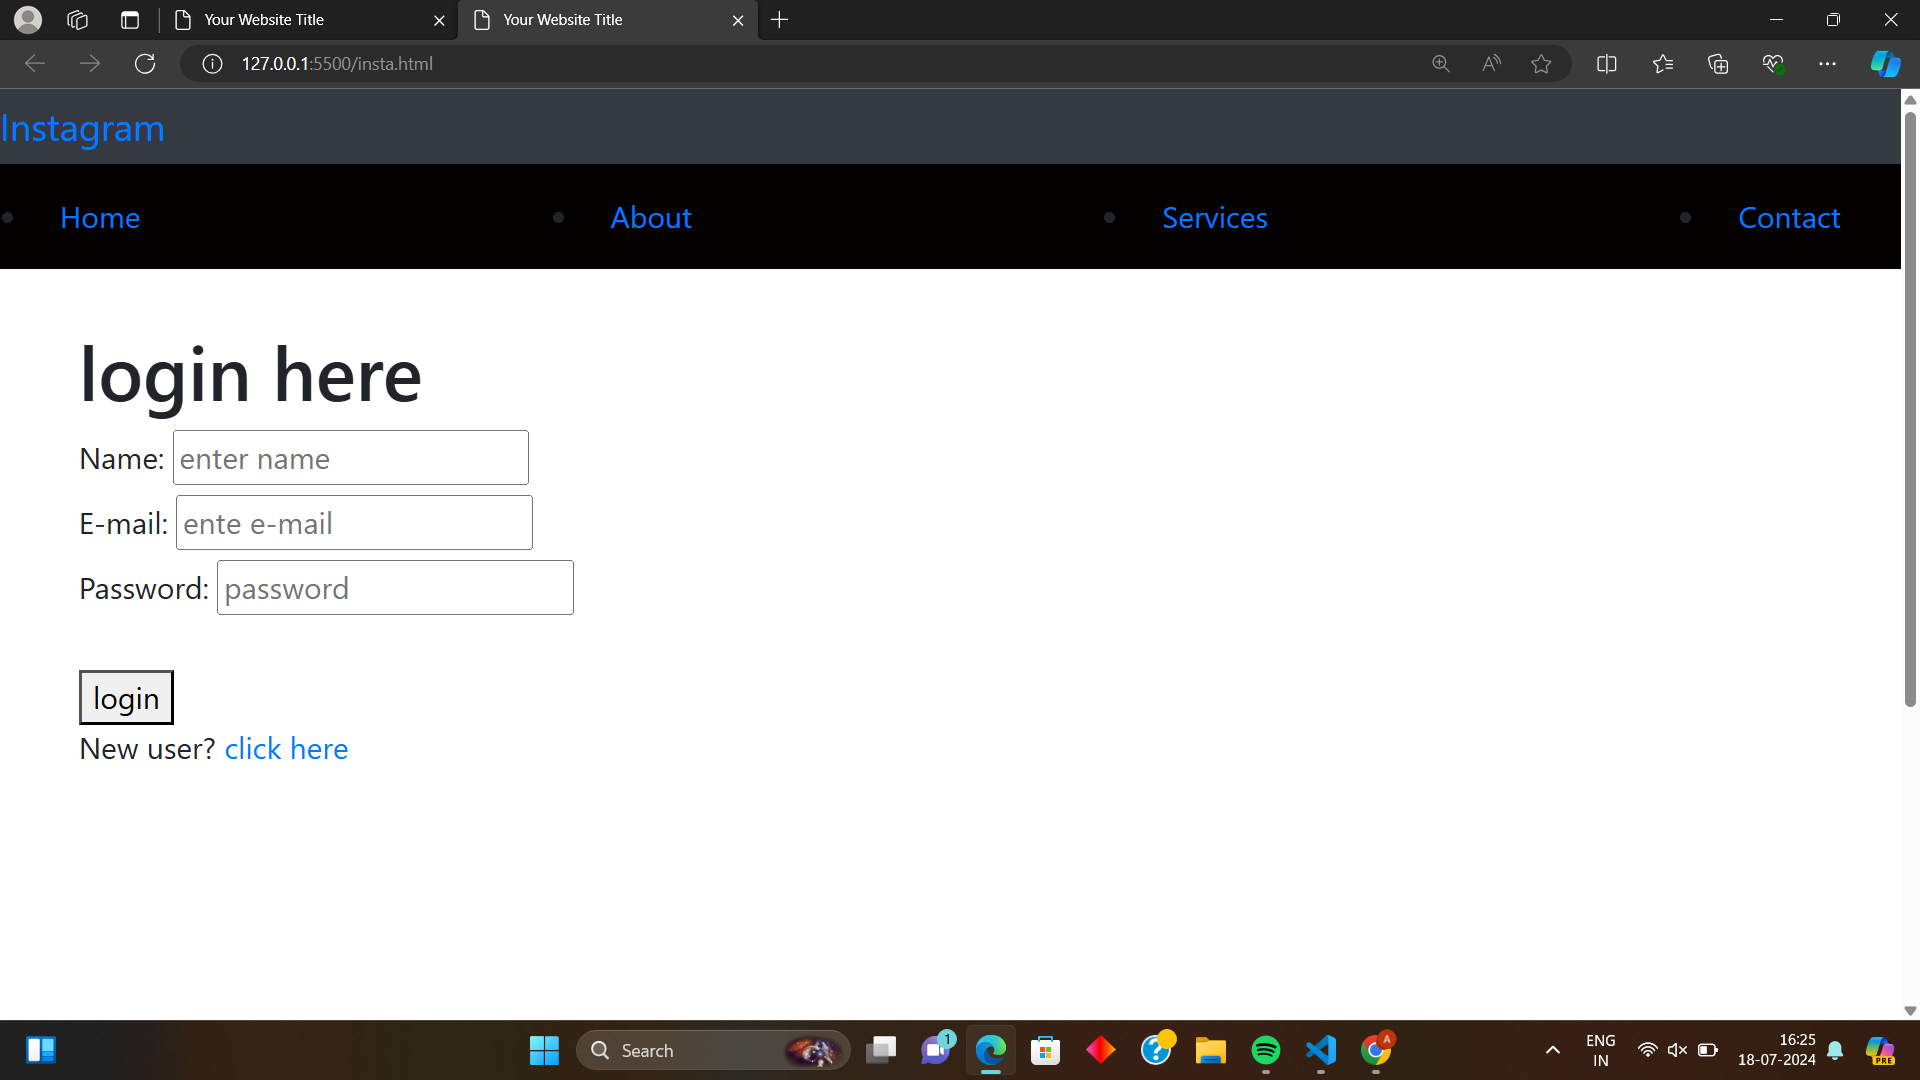 Your Website Title
Your Website Title
127.0.0.1:5500/insta.html
Instagram
Home About Services Contact
login here
Name: enter name
E-mail: ente e-mail
Password: password
login
New user? click here
Search
1
A
ENG
IN
16:25
18-07-2024
PRE